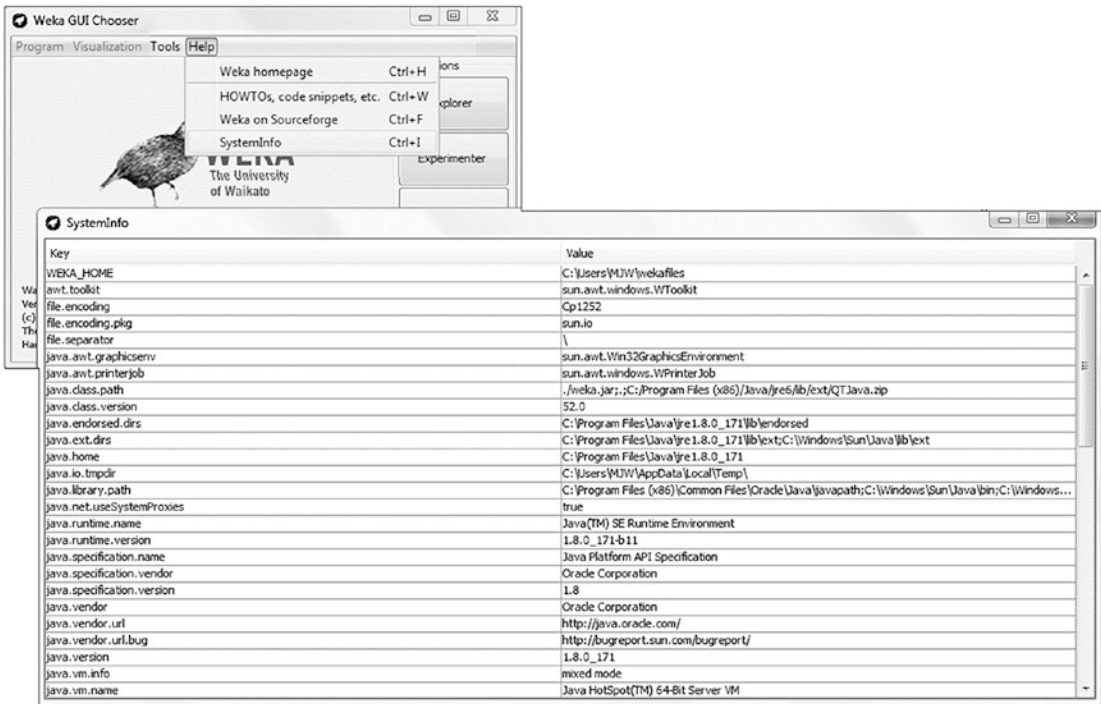 Weka GUI Chooser
Program Visualization Tools Help
Weka homepage Ctrl+H
HOWTOs, code snippets, etc. Ctrl+W
Weka on Sourceforge Ctrl+F
SystemInfo Ctrl+I
Experimenter
WEKA
The University
of Waikato
SystemInfo
Key Value
WEKA_HOME C:\Users\MJW\wekafiles
awt.toolkit sun.awt.windows.WToolkit
file.encoding Cp1252
file.encoding.pkg sun.io
file.separator \
java.awt.graphicsenv sun.awt.Win32GraphicsEnvironment
java.awt.printerjob sun.awt.windows.WPrinterJob
java.class.path ./weka.jar;.;C:/Program Files (x86)/Java/jre6/lib/ext/QTJava.zip
java.class.version 52.0
java.endorsed.dirs C:\Program Files\Java\jre1.8.0_171\lib\endorsed
java.ext.dirs C:\Program Files\Java\jre1.8.0_171\lib\ext;C:\Windows\Sun\Java\lib\ext
java.home C:\Program Files\Java\jre1.8.0_171
java.io.tmpdir C:\Users\MJW\AppData\Local\Temp\
java.library.path C:\Program Files (x86)\Common Files\Oracle\Java\javapath;C:\Windows\Sun\Java\bin;C:\Windows...
java.net.useSystemProxies true
java.runtime.name Java(TM) SE Runtime Environment
java.runtime.version 1.8.0_171-b11
java.specification.name Java Platform API Specification
java.specification.vendor Oracle Corporation
java.specification.version 1.8
java.vendor Oracle Corporation
java.vendor.url http://java.oracle.com/
java.vendor.url.bug http://bugreport.sun.com/bugreport/
java.version 1.8.0_171
java.vm.info mixed mode
java.vm.name Java HotSpot(TM) 64-Bit Server VM